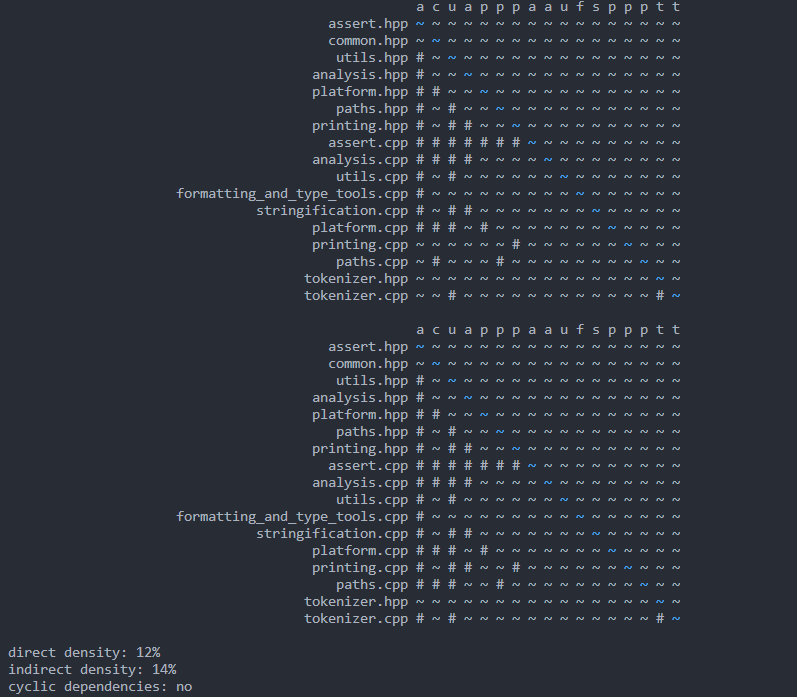 a c u a p p p a a u f s p p p t t
assert.hpp ~ ~ ~ ~ ~ ~ ~ ~ ~ ~ ~ ~ ~ ~ ~ ~ ~
common.hpp ~ ~ ~ ~ ~ ~ ~ ~ ~ ~ ~ ~ ~ ~ ~ ~ ~
utils.hpp # ~ ~ ~ ~ ~ ~ ~ ~ ~ ~ ~ ~ ~ ~ ~ ~
analysis.hpp # ~ ~ ~ ~ ~ ~ ~ ~ ~ ~ ~ ~ ~ ~ ~ ~
platform.hpp # # ~ ~ ~ ~ ~ ~ ~ ~ ~ ~ ~ ~ ~ ~ ~
paths.hpp # ~ # ~ ~ ~ ~ ~ ~ ~ ~ ~ ~ ~ ~ ~ ~
printing.hpp # ~ # # ~ ~ ~ ~ ~ ~ ~ ~ ~ ~ ~ ~ ~
assert.cpp # # # # # # # ~ ~ ~ ~ ~ ~ ~ ~ ~ ~
analysis.cpp # # # # ~ ~ ~ ~ ~ ~ ~ ~ ~ ~ ~ ~ ~
utils.cpp # ~ # ~ ~ ~ ~ ~ ~ ~ ~ ~ ~ ~ ~ ~ ~
formatting_and_type_tools.cpp # ~ ~ ~ ~ ~ ~ ~ ~ ~ ~ ~ ~ ~ ~ ~ ~
stringification.cpp # ~ # # ~ ~ ~ ~ ~ ~ ~ ~ ~ ~ ~ ~ ~
platform.cpp # # # ~ # ~ ~ ~ ~ ~ ~ ~ ~ ~ ~ ~ ~
printing.cpp ~ ~ ~ ~ ~ ~ # ~ ~ ~ ~ ~ ~ ~ ~ ~ ~
paths.cpp ~ # ~ ~ ~ # ~ ~ ~ ~ ~ ~ ~ ~ ~ ~ ~
tokenizer.hpp ~ ~ ~ ~ ~ ~ ~ ~ ~ ~ ~ ~ ~ ~ ~ ~ ~
tokenizer.cpp ~ ~ # ~ ~ ~ ~ ~ ~ ~ ~ ~ ~ ~ ~ # ~
a c u a p p p a a u f s p p p t t
assert.hpp ~ ~ ~ ~ ~ ~ ~ ~ ~ ~ ~ ~ ~ ~ ~ ~ ~
common.hpp ~ ~ ~ ~ ~ ~ ~ ~ ~ ~ ~ ~ ~ ~ ~ ~ ~
utils.hpp # ~ ~ ~ ~ ~ ~ ~ ~ ~ ~ ~ ~ ~ ~ ~ ~
analysis.hpp # ~ ~ ~ ~ ~ ~ ~ ~ ~ ~ ~ ~ ~ ~ ~ ~
platform.hpp # # ~ ~ ~ ~ ~ ~ ~ ~ ~ ~ ~ ~ ~ ~ ~
paths.hpp # ~ # ~ ~ ~ ~ ~ ~ ~ ~ ~ ~ ~ ~ ~ ~
printing.hpp # ~ # # ~ ~ ~ ~ ~ ~ ~ ~ ~ ~ ~ ~ ~
assert.cpp # # # # # # # ~ ~ ~ ~ ~ ~ ~ ~ ~ ~
analysis.cpp # # # # ~ ~ ~ ~ ~ ~ ~ ~ ~ ~ ~ ~ ~
utils.cpp # ~ # ~ ~ ~ ~ ~ ~ ~ ~ ~ ~ ~ ~ ~ ~
formatting_and_type_tools.cpp # ~ ~ ~ ~ ~ ~ ~ ~ ~ ~ ~ ~ ~ ~ ~ ~
stringification.cpp # ~ # # ~ ~ ~ ~ ~ ~ ~ ~ ~ ~ ~ ~ ~
platform.cpp # # # ~ # ~ ~ ~ ~ ~ ~ ~ ~ ~ ~ ~ ~
printing.cpp # ~ # # ~ ~ # ~ ~ ~ ~ ~ ~ ~ ~ ~ ~
paths.cpp # # # ~ ~ # ~ ~ ~ ~ ~ ~ ~ ~ ~ ~ ~
tokenizer.hpp ~ ~ ~ ~ ~ ~ ~ ~ ~ ~ ~ ~ ~ ~ ~ ~ ~
tokenizer.cpp # ~ # ~ ~ ~ ~ ~ ~ ~ ~ ~ ~ ~ ~ # ~
direct density: 12%
indirect density: 14%
cyclic dependencies: no